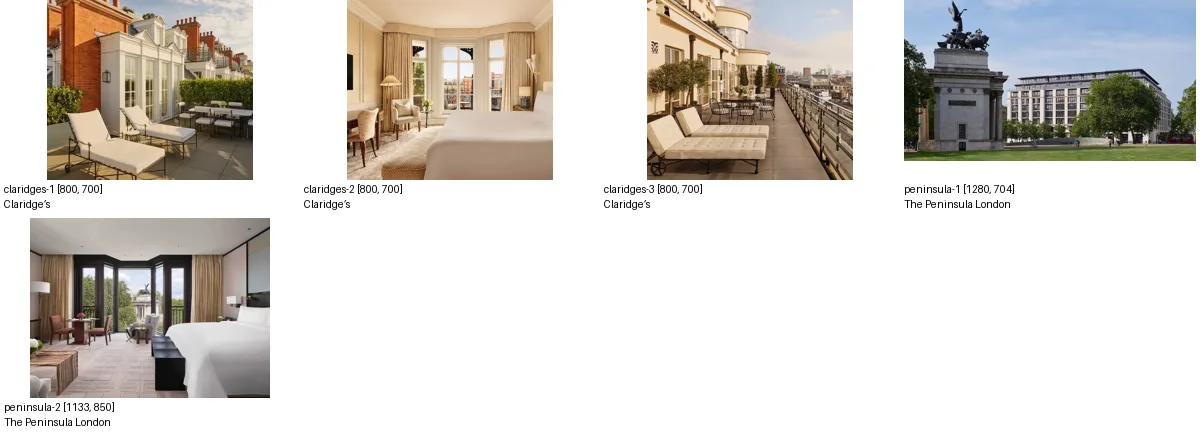 claridges-1 [800, 700]
Claridge's
claridges-2 [800, 700]
Claridge's
claridges-3 [800, 700]
Claridge's
peninsula-1 [1280, 704]
The Peninsula London
peninsula-2 [1133, 850]
The Peninsula London